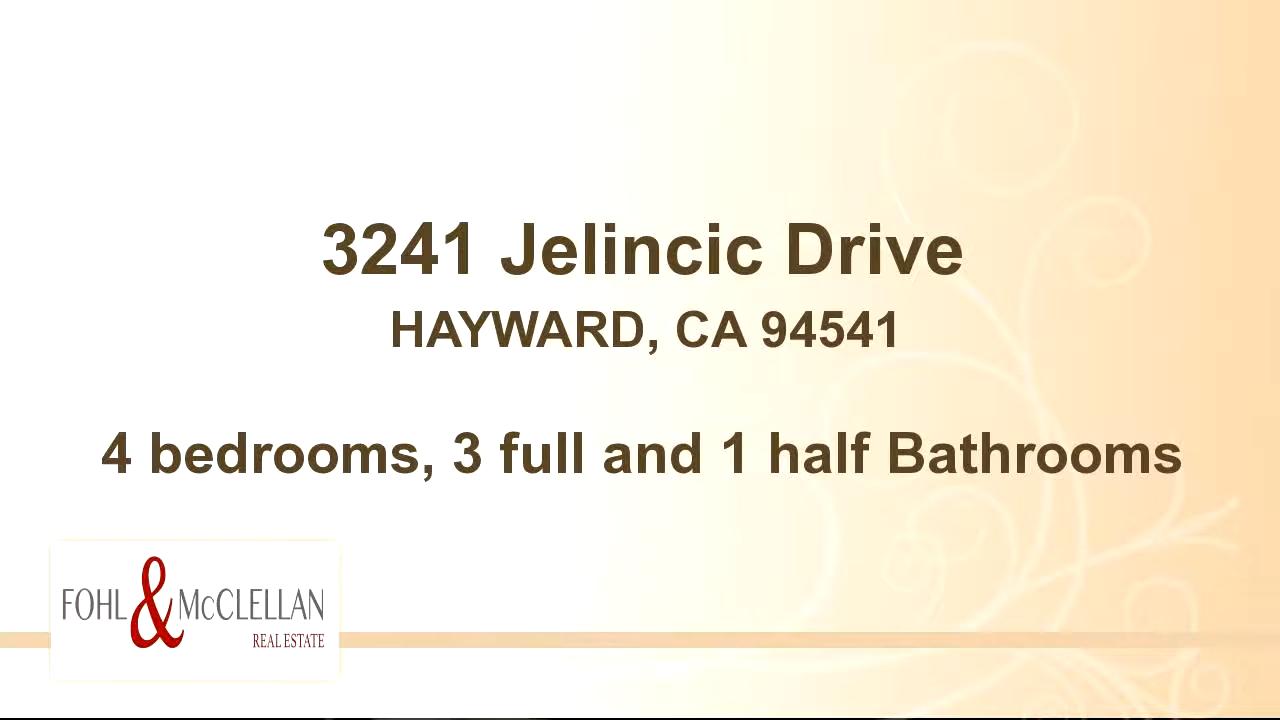 3241 Jelincic Drive
HAYWARD, CA 94541
4 bedrooms, 3 full and 1 half Bathrooms
FOHL & McCLELLAN
REAL ESTATE